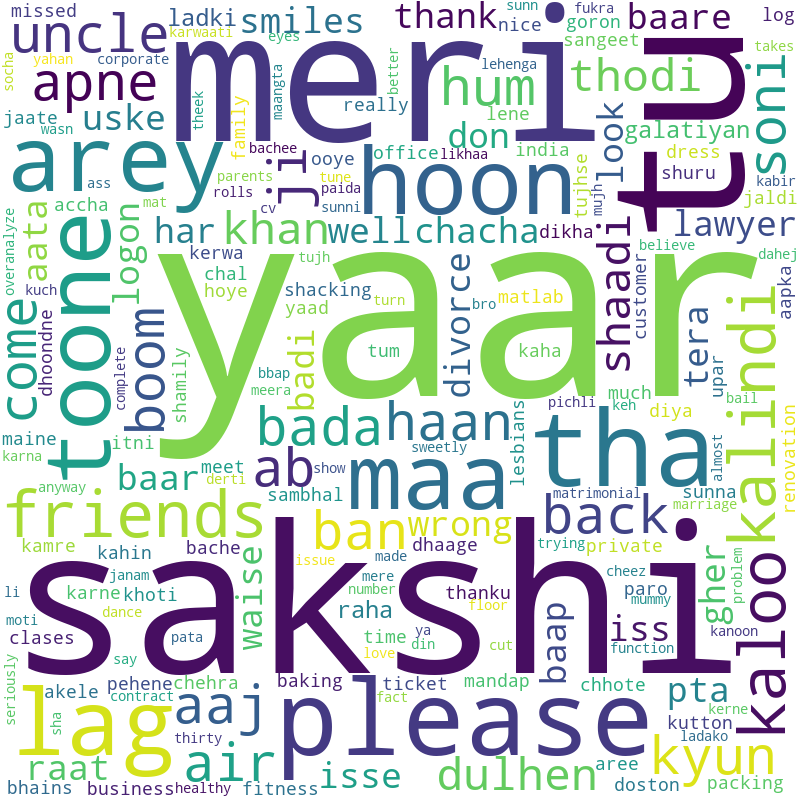 missed
uncle
ladki
smiles
karwaati
eyes
thank
nice
sunn
fukra
goron
baare
log
socha
yahan
corporate
meri
lehenga
better
sangeet
tu
takes
apne
theek
maangta
hum
thodi
soni
jaate
uske
family
really
lene
look
galatiyan
wasn
arey
bachee
ji
ooye
office
don
likhaa
india
dress
ass
parents
tune
hoon
tujhse
shuru
kabir
overanalyze
accha
mat
rolls
cv
paida
sunni
mujh
jaldi
aata
toone
logon
har
khan
well
chacha
dikha
shaadi
lawyer
aapka
kuch
kerwa
tujh
believe
dahej
come
dhoondne
chal
hoye
yaar
shacking
yaad
turn
bro
divorce
matlab
customer
tera
upar
kalindi
complete
boom
shamily
badi
bbap
meera
tum
kaha
much
bail
maine
itni
bada
haan
pichli
keh
diya
renovation
karna
baar
meet
derti
ab
show
sweetly
lesbians
tha
almost
anyway
sambhal
maa
matrimonial
sunna
marriage
friends
ban
wrong
back
kaloo
kamre
kahin
bache
Waise
issue
made
dhaage
trying
private
gher
problem
li
janam
sakshi
mere
cheez
mummy
moti
karne
khoti
number
thanku
floor
paro
clases
dance
pata
raha
time
ya
din
cut
baap
iss
function
kanoon
seriously
say
love
akele
pehene
chehra
baking
ticket
mandap
chhote
pta
kerne
lag
sha
contract
aaj
fact
please
kutton
ladako
thirty
raat
air
isse
dulhen
aree
kyun
bhains
business
healthy
fitness
doston
packing